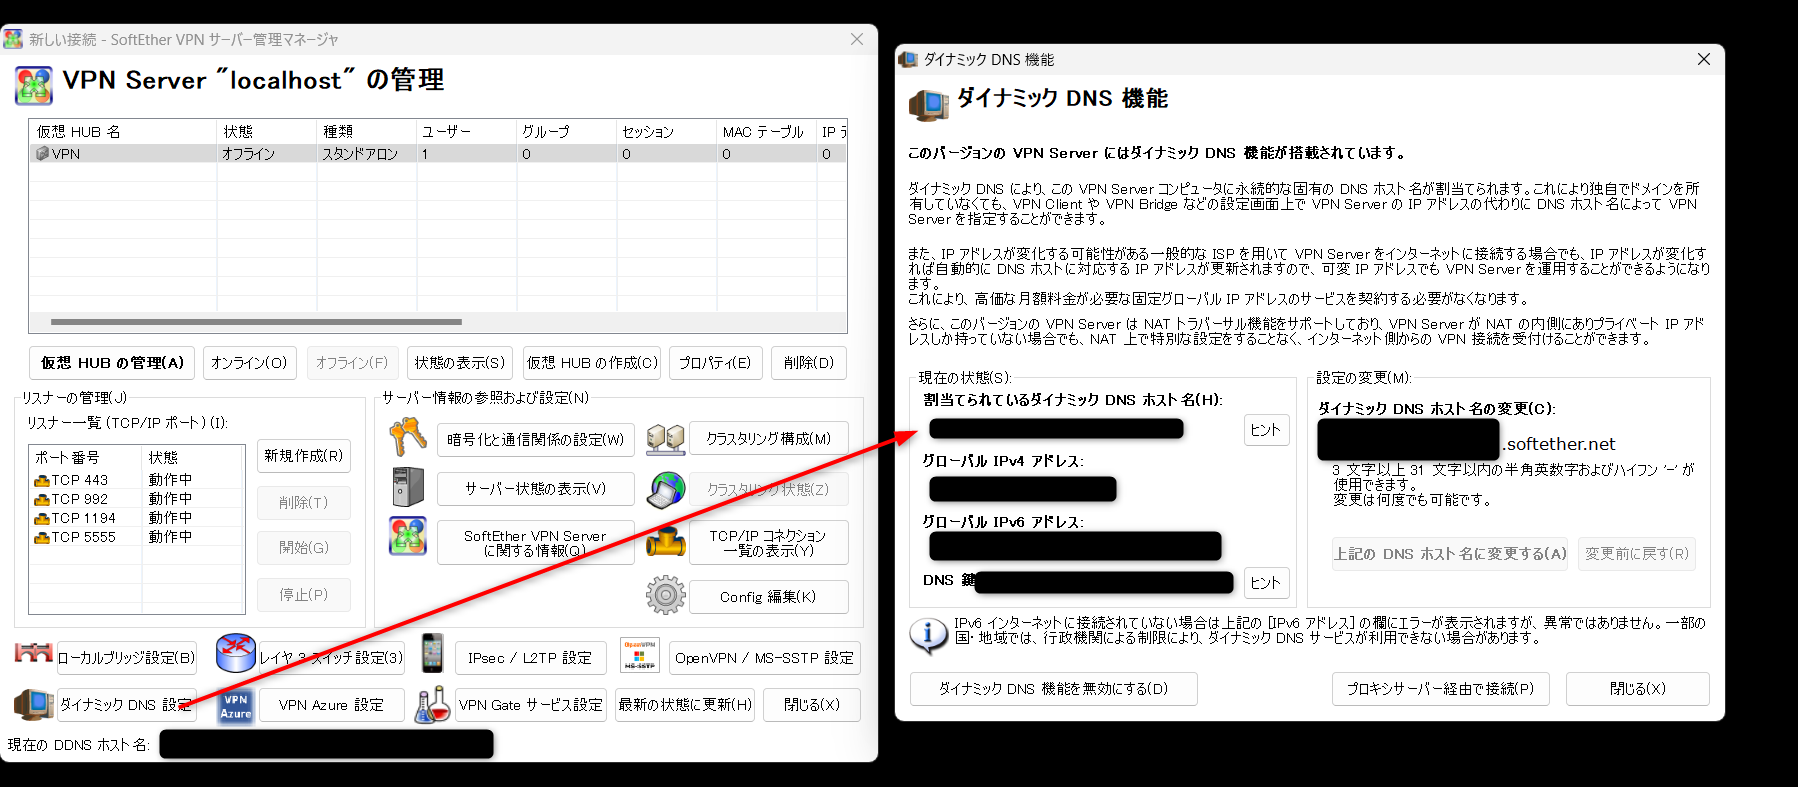 新しい接続 - SoftEther VPN サーバー管理マネージャ
VPN Server "localhost" の管理
仮想 HUB 名 状態 種類 ユーザー グループ セッション MAC テーブル IP テ
VPN オフライン スタンドアロン 1 0 0 0 0
仮想 HUB の管理(A) オンライン(O) オフライン(F) 状態の表示(S) 仮想 HUB の作成(C) プロパティ(E) 削除(D)
リスナーの管理(J)
リスナー一覧 (TCP/IP ポート) (I):
ポート番号 状態
TCP 443 動作中
TCP 992 動作中
TCP 1194 動作中
TCP 5555 動作中
新規作成(R)
削除(T)
開始(G)
停止(P)
サーバー情報の参照および設定(N)
暗号化と通信関係の設定(W)
クラスタリング構成(M)
サーバー状態の表示(V)
クラスタリング状態(Z)
SoftEther VPN Server
に関する情報(Q)
TCP/IP コネクション
一覧の表示(Y)
Config 編集(K)
ローカルブリッジ設定(B)
レイヤ 3 スイッチ設定(3)
IPsec / L2TP 設定
OpenVPN
MS-SSTP
OpenVPN / MS-SSTP 設定
ダイナミック DNS 設定
VPN
Azure
VPN Azure 設定
VPN Gate サービス設定
最新の状態に更新(H)
閉じる(X)
現在の DDNS ホスト名:
ダイナミック DNS 機能
ダイナミック DNS 機能
このバージョンの VPN Server にはダイナミック DNS 機能が搭載されています。
ダイナミック DNS により、この VPN Server コンピュータに永続的な固有の DNS ホスト名が割当てられます。これにより独自でドメインを所
有していなくても、VPN Client や VPN Bridge などの設定画面上で VPN Server の IP アドレスの代わりに DNS ホスト名によって VPN
Server を指定することができます。
また、IP アドレスが変化する可能性がある一般的な ISP を用いて VPN Server をインターネットに接続する場合でも、IP アドレスが変化す
れば自動的に DNS ホストに対応する IP アドレスが更新されますので、可変 IP アドレスでも VPN Server を運用することができるようになり
ます。
これにより、高価な月額料金が必要な固定グローバル IP アドレスのサービスを契約する必要がなくなります。
さらに、このバージョンの VPN Server は NAT トラバーサル機能をサポートしており、VPN Server が NAT の内側にありプライベート IP アド
レスしか持っていない場合でも、NAT 上で特別な設定をすることなく、インターネット側からの VPN 接続を受付けることができます。
現在の状態(S):
割当てられているダイナミック DNS ホスト名(H):
ヒント
グローバル IPv4 アドレス:
グローバル IPv6 アドレス:
DNS 鍵
ヒント
設定の変更(M):
ダイナミック DNS ホスト名の変更(C):
.softether.net
3 文字以上 31 文字以内の半角英数字およびハイフン '-' が
使用できます。
変更は何度でも可能です。
上記の DNS ホスト名に変更する(A) 変更前に戻す(R)
IPv6 インターネットに接続されていない場合は上記の [IPv6 アドレス] の欄にエラーが表示されますが、異常ではありません。一部の
国・地域では、行政機関による制限により、ダイナミック DNS サービスが利用できない場合があります。
ダイナミック DNS 機能を無効にする(D) プロキシサーバー経由で接続(P) 閉じる(X)